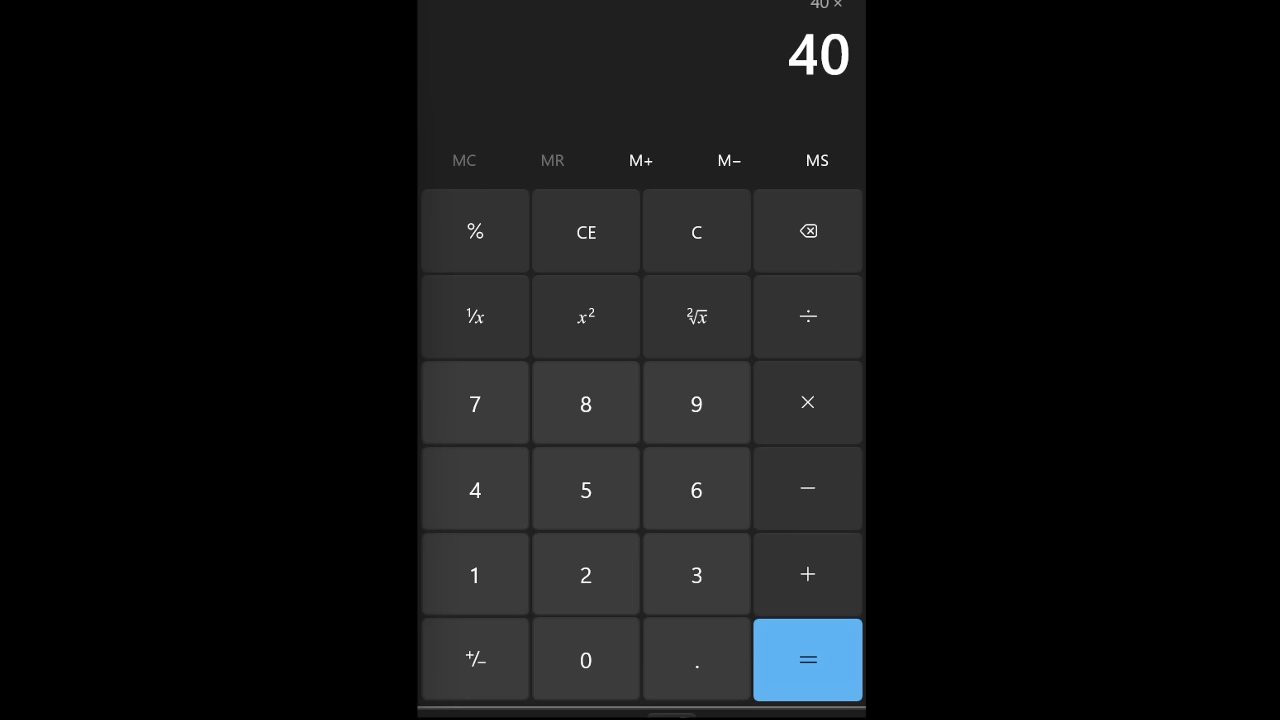 40 ×
40
MC MR M+ M− MS
% CE C
¹/x x² ²√x ÷
7 8 9 ×
4 5 6 −
1 2 3 +
+/− 0 . =